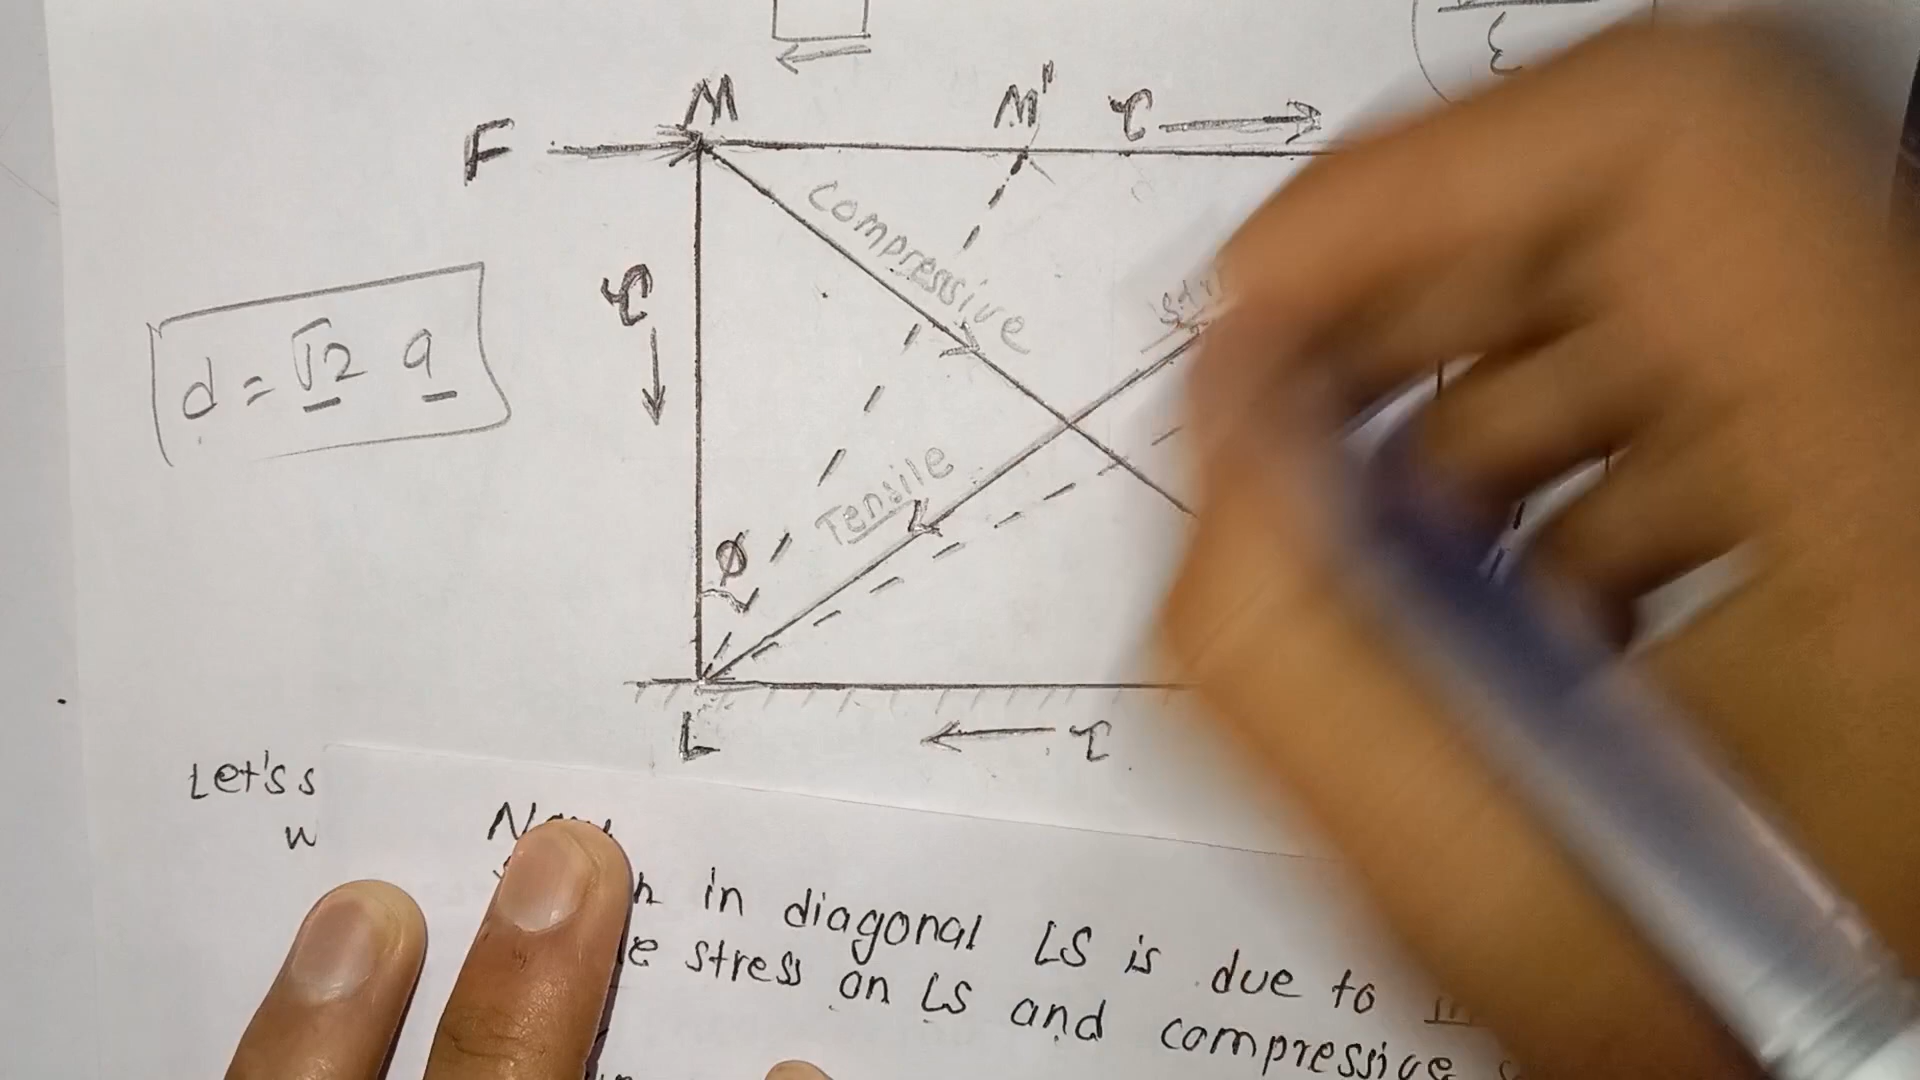 ε
M
M'
τ
F
compressive
τ
d = √2 a
Tensile
φ
L
τ
Let's s
w
in diagonal LS is due to
stress on LS and compressive